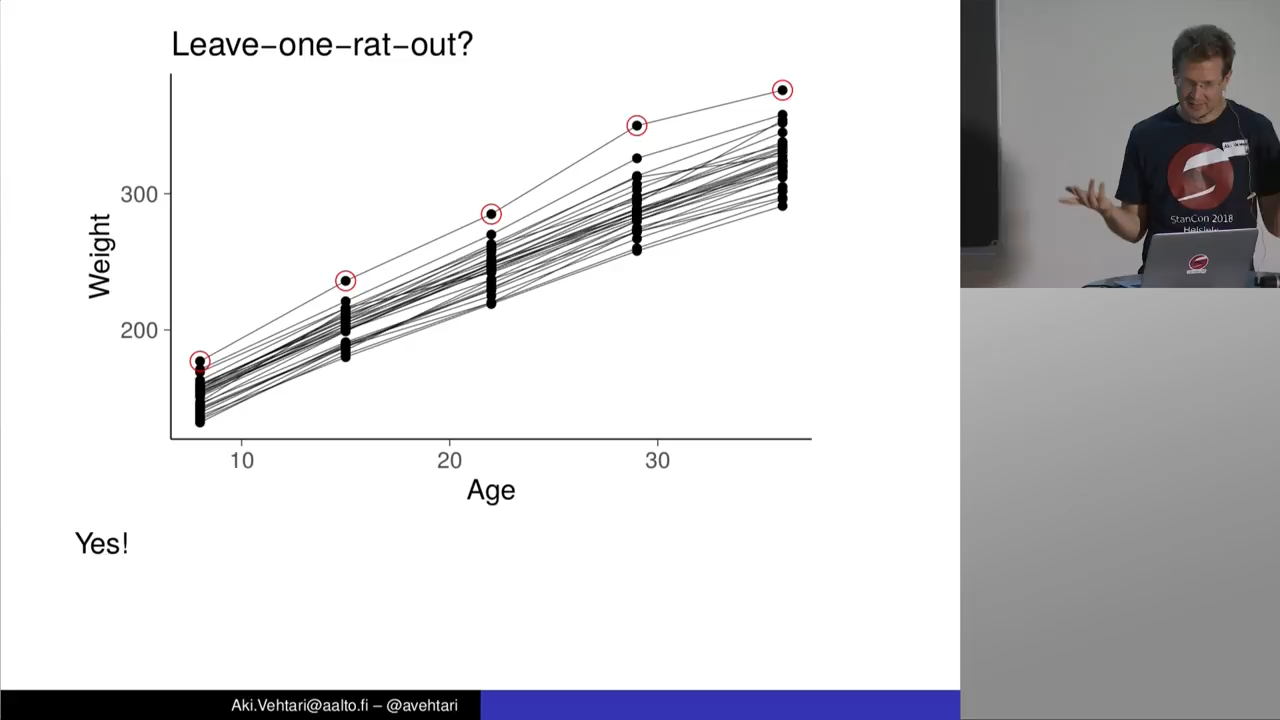 Leave−one−rat−out?
300
200
Weight
10 20 30
Age
Yes!
Aki.Vehtari@aalto.fi – @avehtari
StanCon 2018
Helsinki